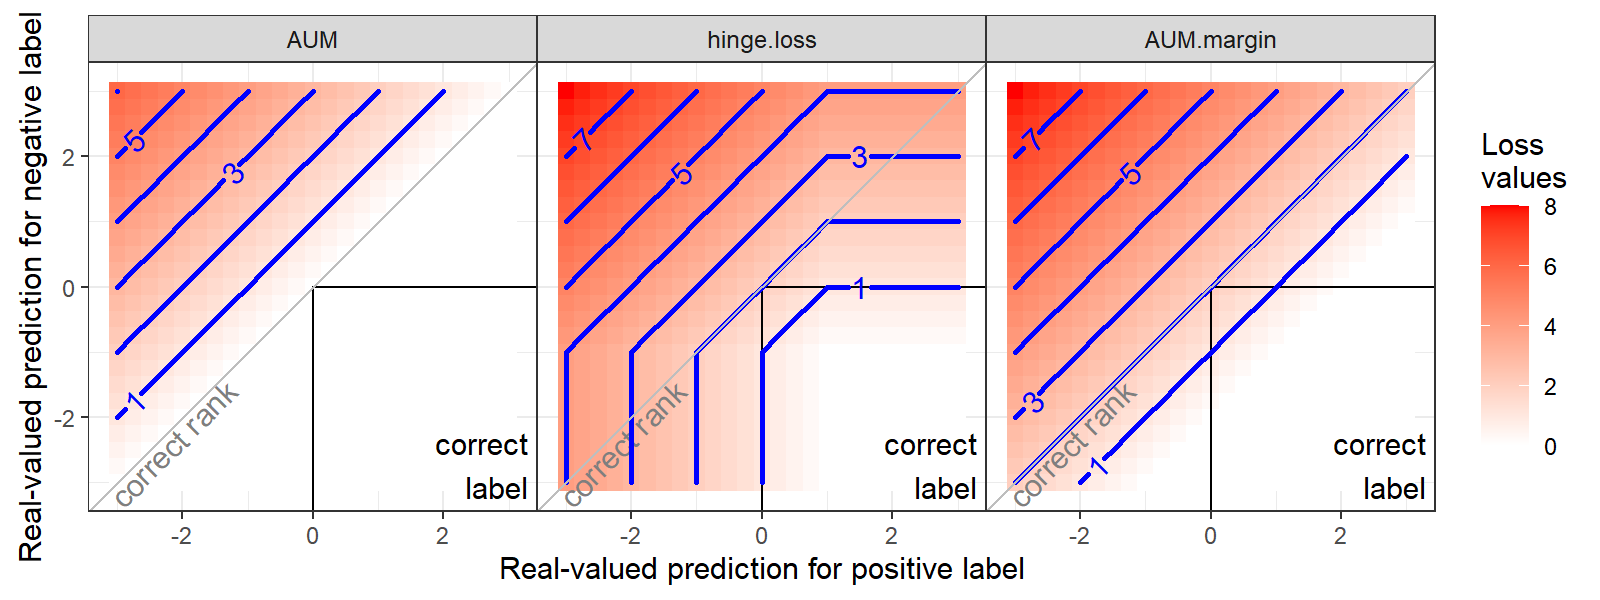 AUM
hinge.loss
AUM.margin
Real-valued prediction for negative label
2
0
-2
5
3
1
correct rank
correct
label
7
5
3
1
correct rank
correct
label
7
5
3
1
correct rank
correct
label
-2
0
2
-2
0
2
-2
0
2
Real-valued prediction for positive label
Loss
values
8
6
4
2
0